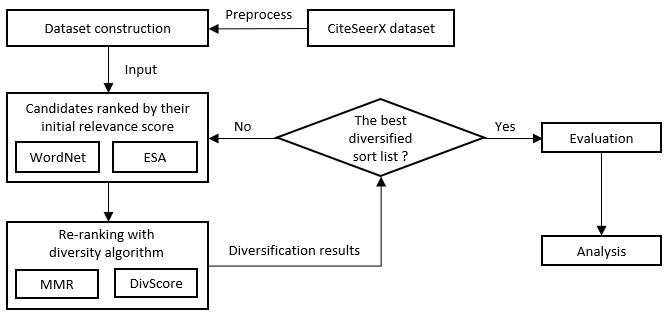 Dataset construction
Preprocess
CiteSeerX dataset
Input
Candidates ranked by their
initial relevance score
WordNet
ESA
No
The best
diversified
sort list ?
Yes
Evaluation
Re-ranking with
diversity algorithm
MMR
DivScore
Diversification results
Analysis